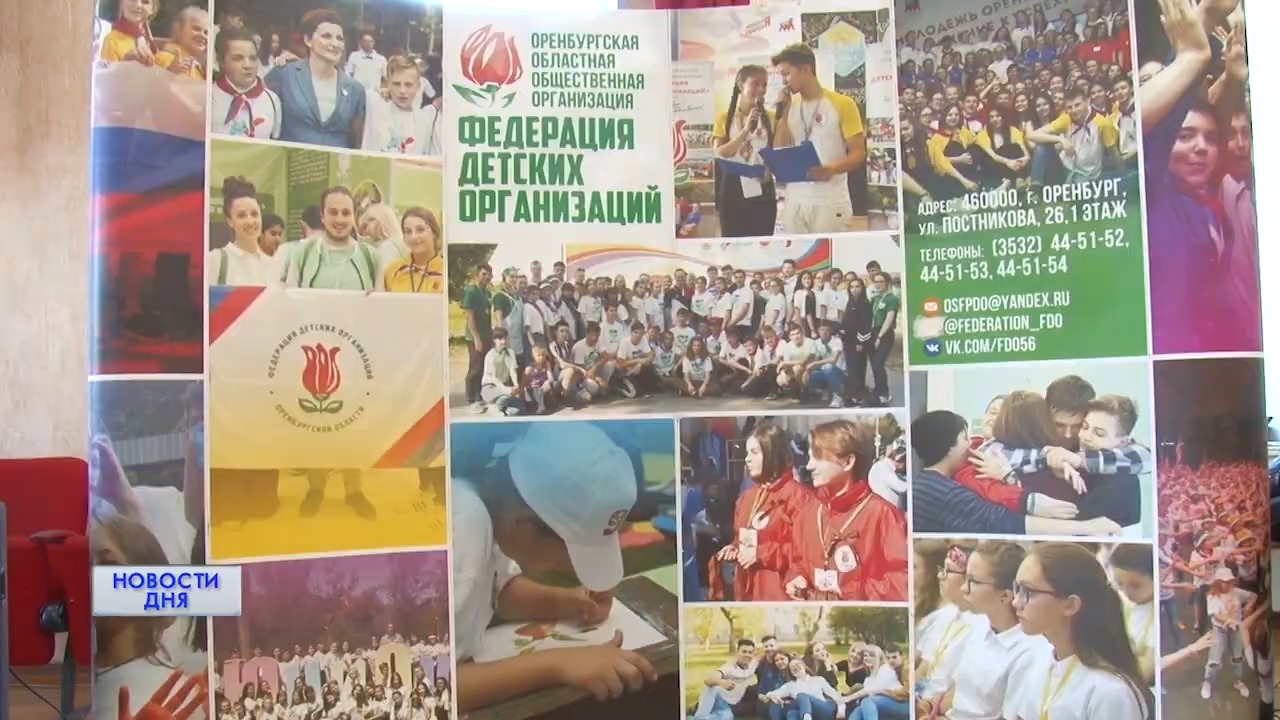 ОРЕНБУРГСКАЯ
ОБЛАСТНАЯ
ОБЩЕСТВЕННАЯ
ОРГАНИЗАЦИЯ
ФЕДЕРАЦИЯ
ДЕТСКИХ
ОРГАНИЗАЦИЙ
АДРЕС: 460000, г. ОРЕНБУРГ,
УЛ. ПОСТНИКОВА, 26, 1 ЭТАЖ
ТЕЛЕФОНЫ: (3532) 44-51-52,
44-51-53, 44-51-54
OSFPDO@YANDEX.RU
@FEDERATION_FDO
VK.COM/FDO56
ФЕДЕРАЦИЯ ДЕТСКИХ ОРГАНИЗАЦИЙ
ОРЕНБУРГСКОЙ ОБЛАСТИ
НОВОСТИ
ДНЯ